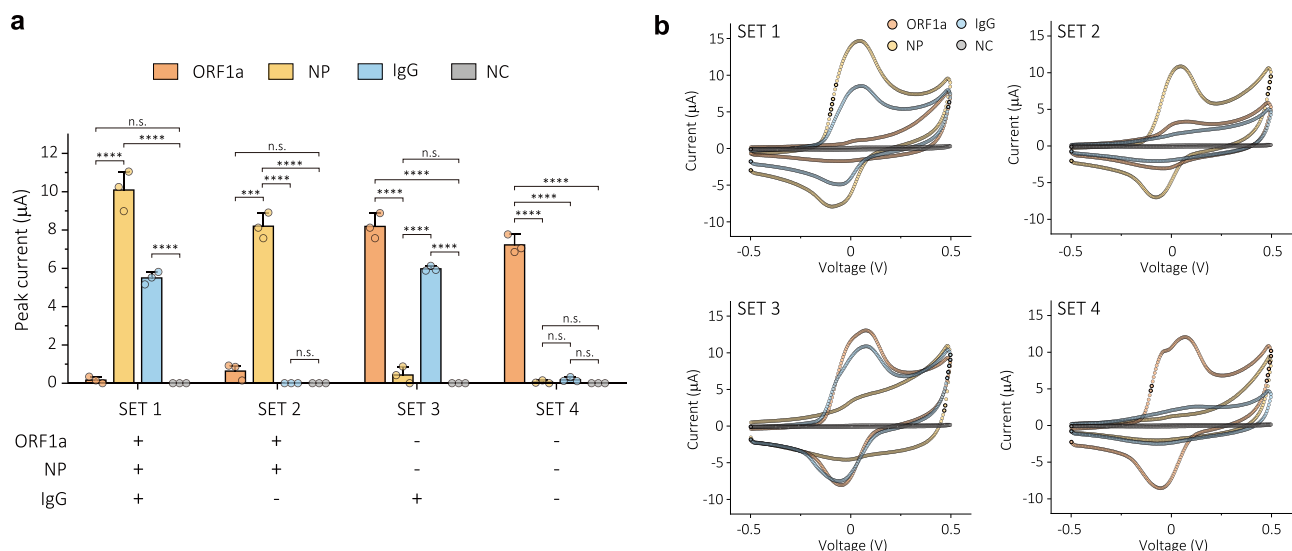 a
ORF1a NP IgG NC
n.s. n.s. n.s. ****
**** **** *** **** **** **** **** ****
**** n.s. **** **** **** n.s. n.s. n.s.
Peak current (μA)
12
10
8
6
4
2
0
SET 1 SET 2 SET 3 SET 4
ORF1a + + - -
NP + + - -
IgG + - + -
b
SET 1
ORF1a IgG
NP NC
Current (μA)
15
10
5
0
-5
-10
-0.5 0 0.5
Voltage (V)
SET 2
Current (μA)
15
10
5
0
-5
-10
-0.5 0 0.5
Voltage (V)
SET 3
Current (μA)
15
10
5
0
-5
-10
-0.5 0 0.5
Voltage (V)
SET 4
Current (μA)
15
10
5
0
-5
-10
-0.5 0 0.5
Voltage (V)